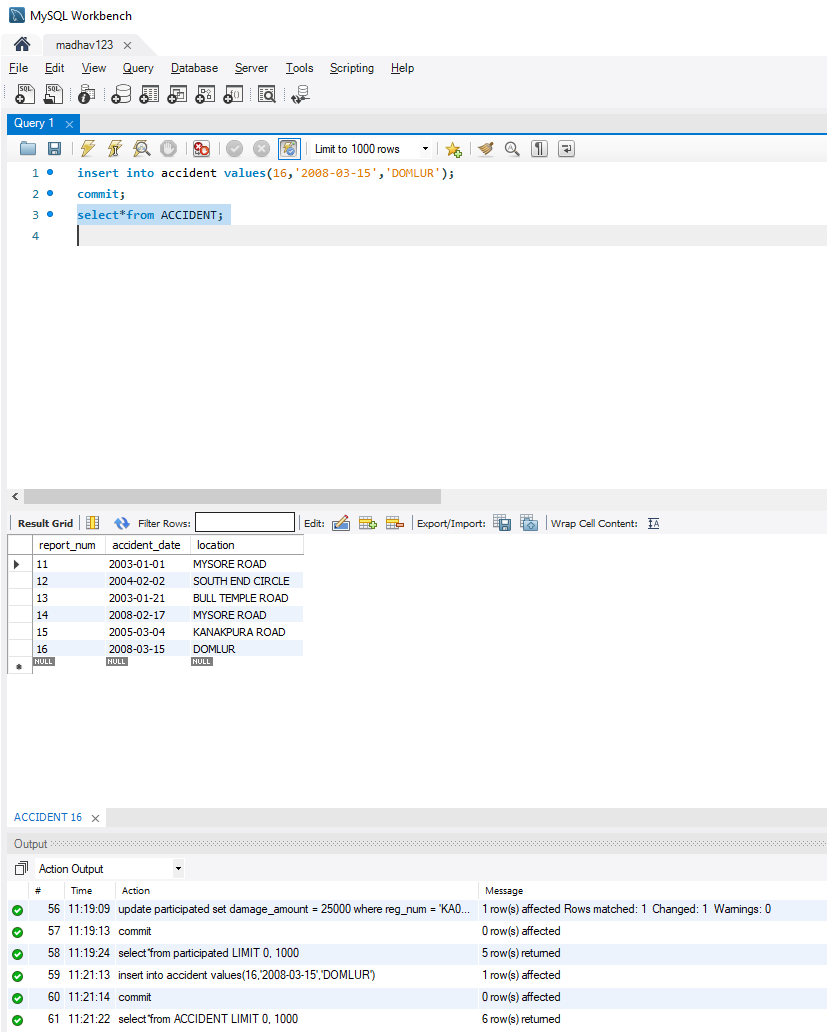 MySQL Workbench
madhav123
File Edit View Query Database Server Tools Scripting Help
Query 1
Limit to 1000 rows
1 insert into accident values(16,'2008-03-15','DOMLUR');
2 commit;
3 select*from ACCIDENT;
4
Result Grid Filter Rows: Edit: Export/Import: Wrap Cell Content:
report_num accident_date location
11 2003-01-01 MYSORE ROAD
12 2004-02-02 SOUTH END CIRCLE
13 2003-01-21 BULL TEMPLE ROAD
14 2008-02-17 MYSORE ROAD
15 2005-03-04 KANAKPURA ROAD
16 2008-03-15 DOMLUR
NULL NULL NULL
ACCIDENT 16
Output
Action Output
# Time Action Message
56 11:19:09 update participated set damage_amount = 25000 where reg_num = 'KA0... 1 row(s) affected Rows matched: 1 Changed: 1 Warnings: 0
57 11:19:13 commit 0 row(s) affected
58 11:19:24 select*from participated LIMIT 0, 1000 5 row(s) returned
59 11:21:13 insert into accident values(16,'2008-03-15','DOMLUR') 1 row(s) affected
60 11:21:14 commit 0 row(s) affected
61 11:21:22 select*from ACCIDENT LIMIT 0, 1000 6 row(s) returned